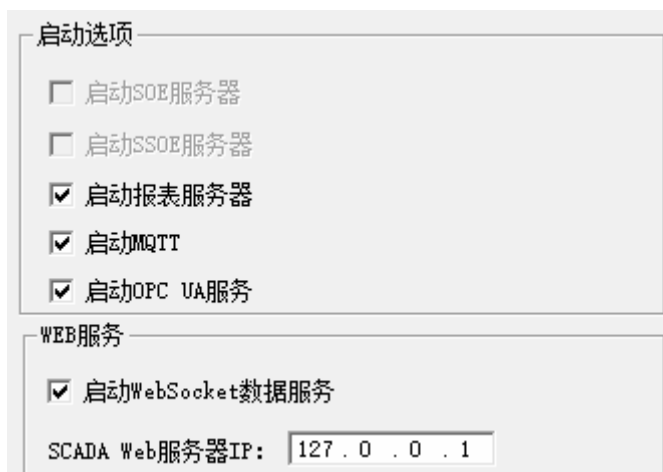 启动选项
启动SOE服务器
启动SSOE服务器
启动报表服务器
启动MQTT
启动OPC UA服务
WEB服务
启动WebSocket数据服务
SCADA Web服务器IP: 127 . 0 . 0 . 1